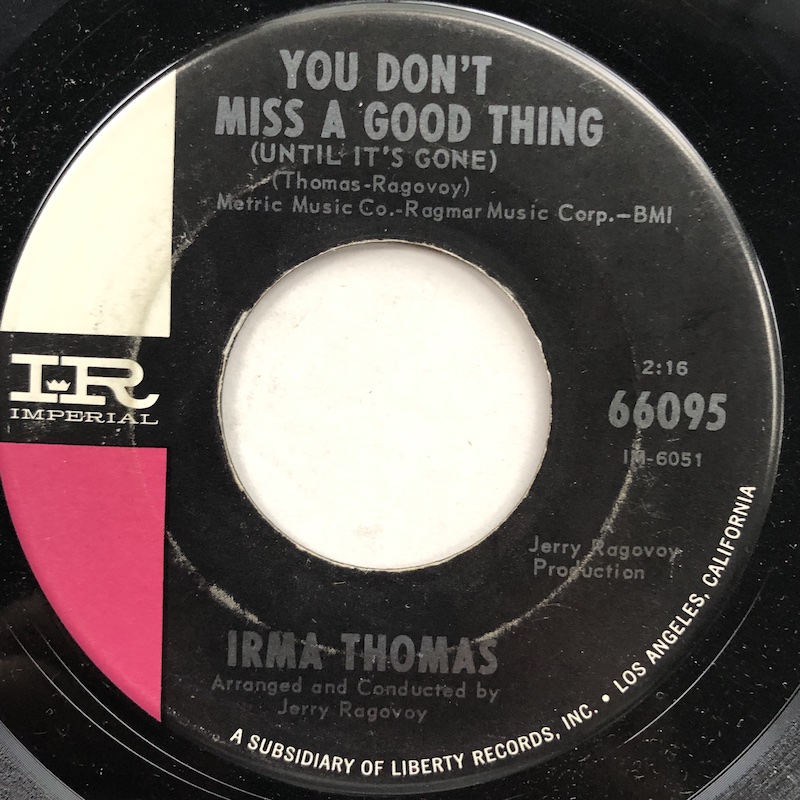 YOU DON'T
MISS A GOOD THING
(UNTIL IT'S GONE)
(Thomas-Ragovoy)
Metric Music Co.-Ragmar Music Corp.—BMI
IR
IMPERIAL
2:16
66095
IM-6051
Jerry Ragovoy
Production
IRMA THOMAS
Arranged and Conducted by
Jerry Ragovoy
A SUBSIDIARY OF LIBERTY RECORDS, INC. • LOS ANGELES, CALIFORNIA